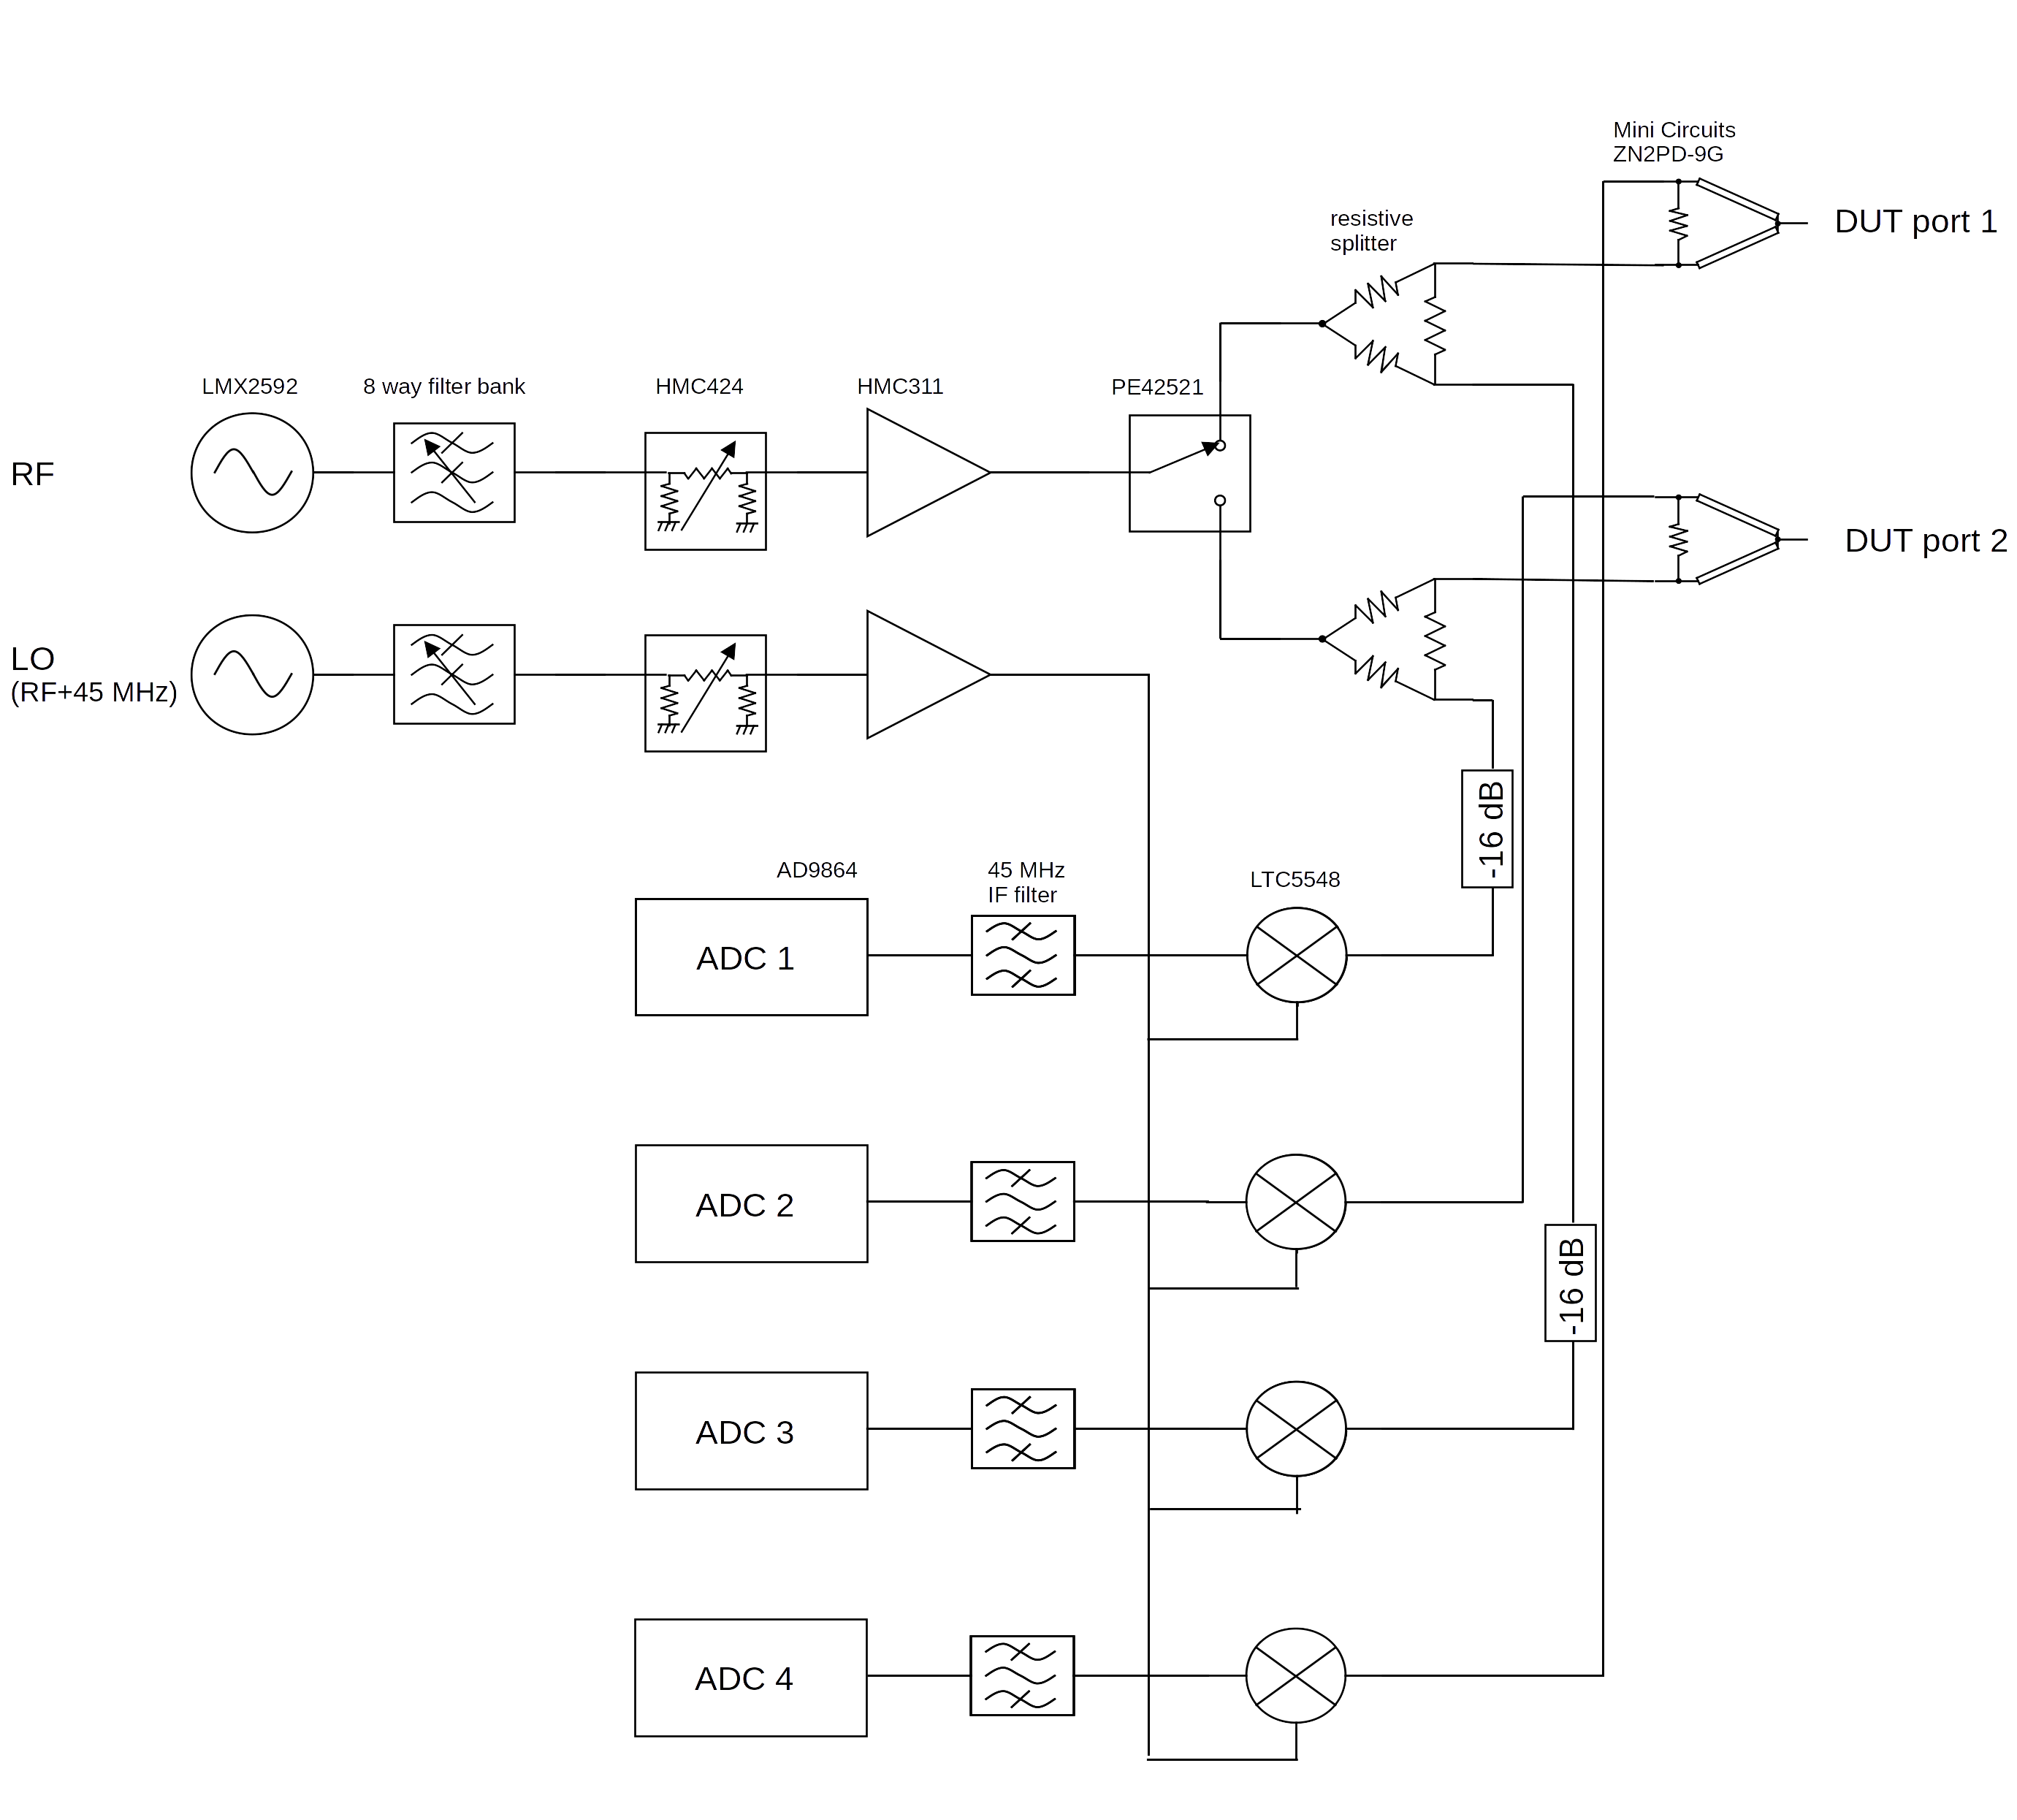 Mini Circuits
ZN2PD-9G
resistive
splitter
DUT port 1
LMX2592
8 way filter bank
HMC424
HMC311
PE42521
RF
DUT port 2
LO
(RF+45 MHz)
-16 dB
AD9864
45 MHz
IF filter
LTC5548
ADC 1
ADC 2
-16 dB
ADC 3
ADC 4